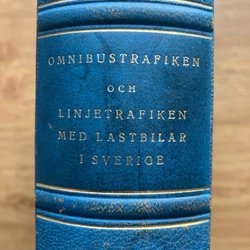 OMNIBUSTRAFIKEN
OCH
LINJETRAFIKEN
MED LASTBILAR
I SVERIGE